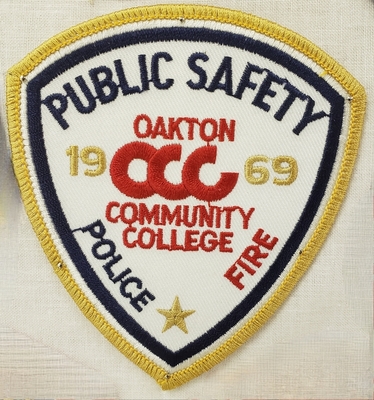 PUBLIC SAFETY
OAKTON
19 OCC 69
COMMUNITY
COLLEGE
POLICE
FIRE